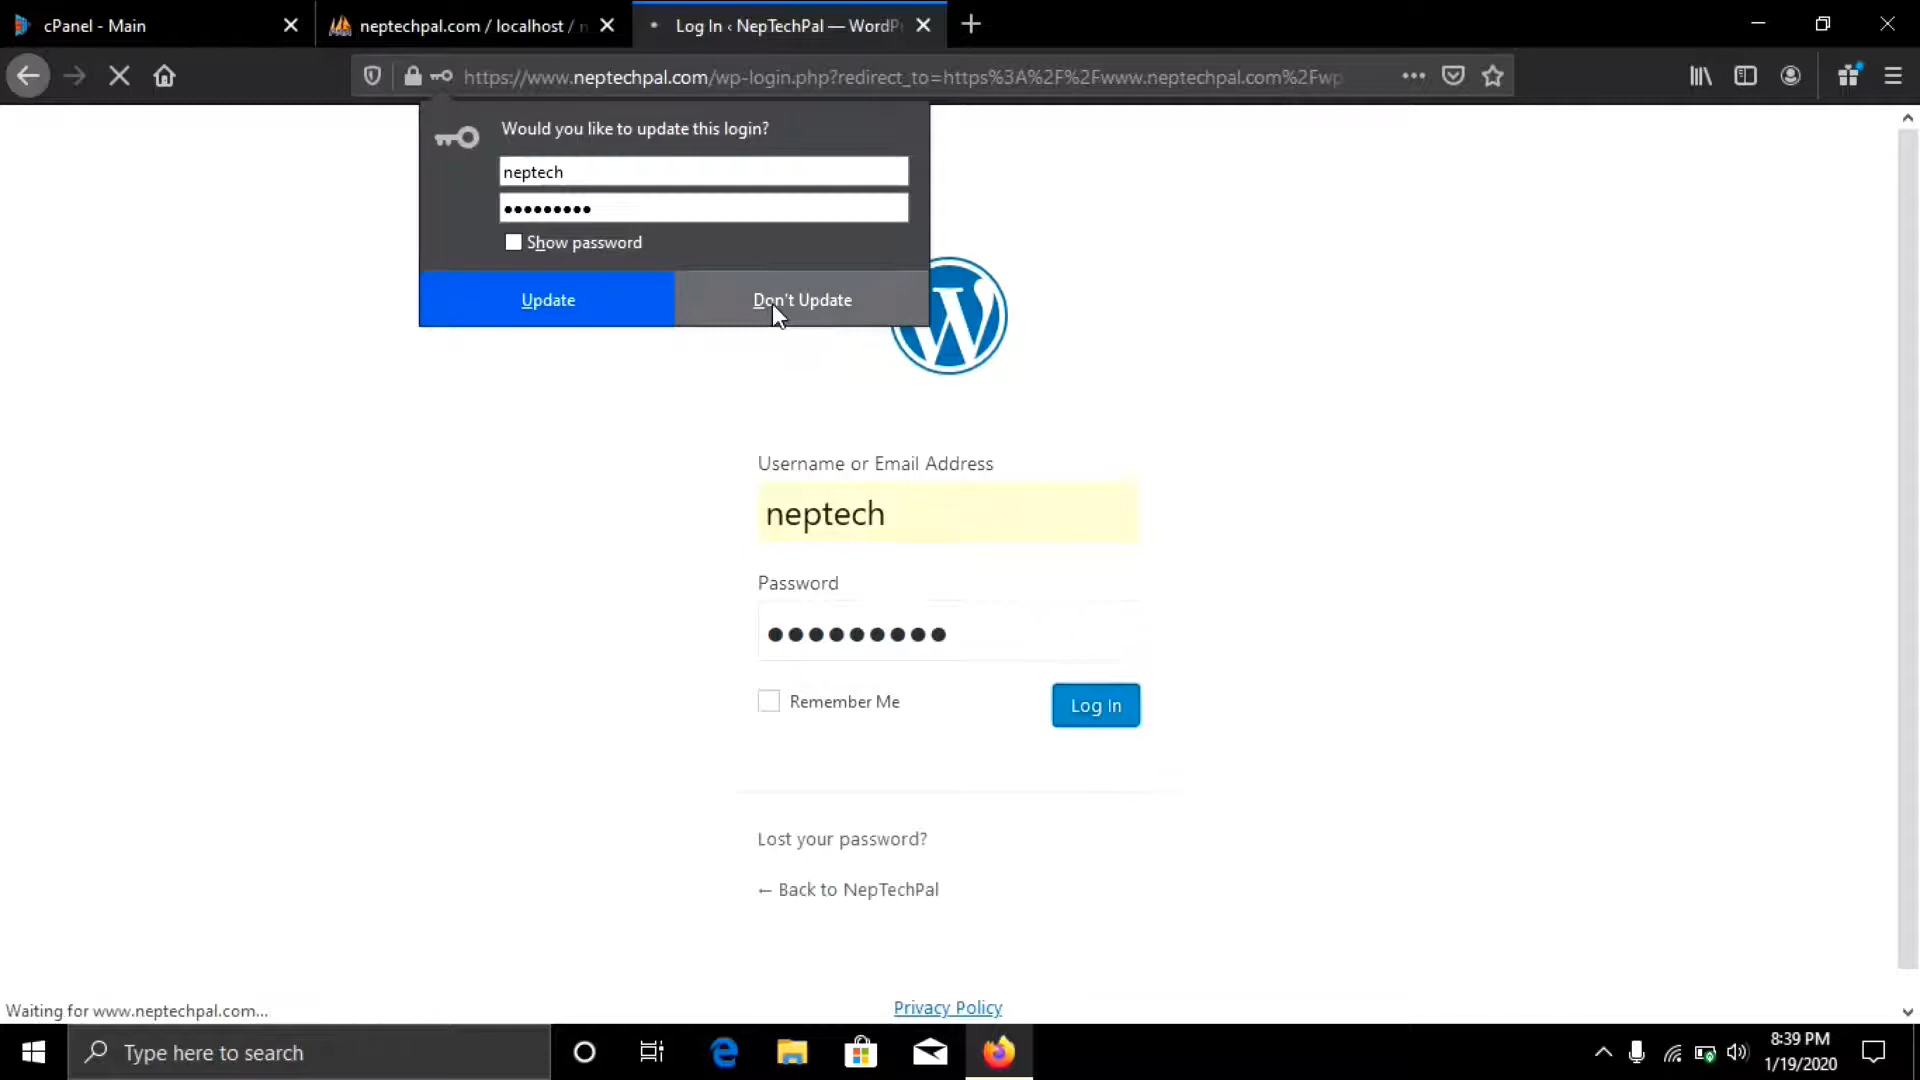 cPanel - Main
neptechpal.com / localhost / n
Log In ‹ NepTechPal — WordPr
https://www.neptechpal.com/wp-login.php?redirect_to=https%3A%2F%2Fwww.neptechpal.com%2Fwp
Would you like to update this login?
neptech
Show password
Update
Don't Update
Username or Email Address
neptech
Password
Remember Me
Log In
Lost your password?
← Back to NepTechPal
Privacy Policy
Waiting for www.neptechpal.com...
Type here to search
8:39 PM
1/19/2020